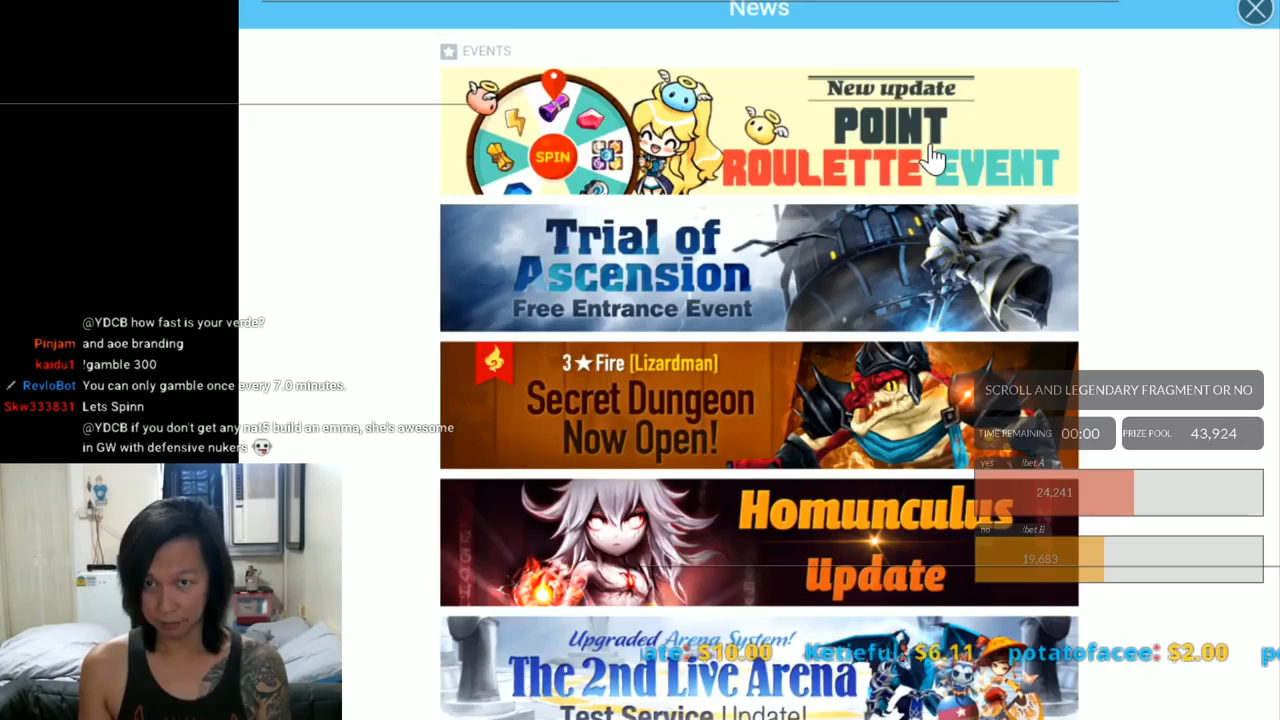 News
EVENTS
New update
POINT
ROULETTE EVENT
SPIN
Trial of
Ascension
Free Entrance Event
3★Fire [Lizardman]
Secret Dungeon
Now Open!
Homunculus
Update
Upgraded Arena System!
The 2nd Live Arena
Test Service Update!
@YDCB how fast is your verde?
Pinjam and aoe branding
kaidu1 !gamble 300
RevloBot You can only gamble once every 7.0 minutes.
Skw333831 Lets Spinn
@YDCB if you don't get any nat5 build an emma, she's awesome
in GW with defensive nukers
SCROLL AND LEGENDARY FRAGMENT OR NO
TIME REMAINING 00:00 PRIZE POOL 43,924
yes !bet A
24,241
no !bet B
19,683
$10.00 Ketieful: $6.11 potatofacee: $2.00